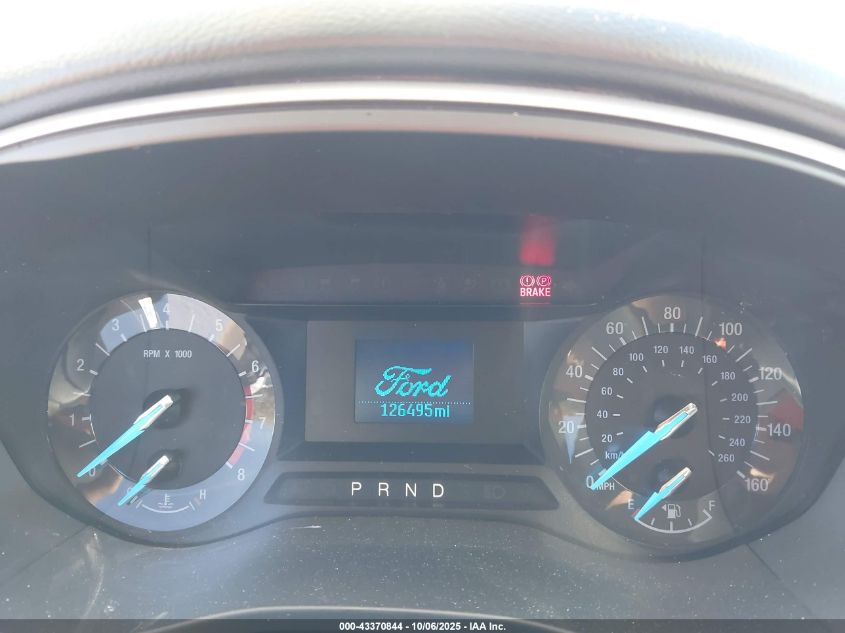 BRAKE
RPM X 1000
0 1 2 3 4 5 6 7 8
H
Ford
126495mi
P R N D
0 20 40 60 80 100 120 140 160
MPH
20 40 60 80 100 120 140 160 180 200 220 240 260
E F
000-43370844 - 10/06/2025 - IAA Inc.